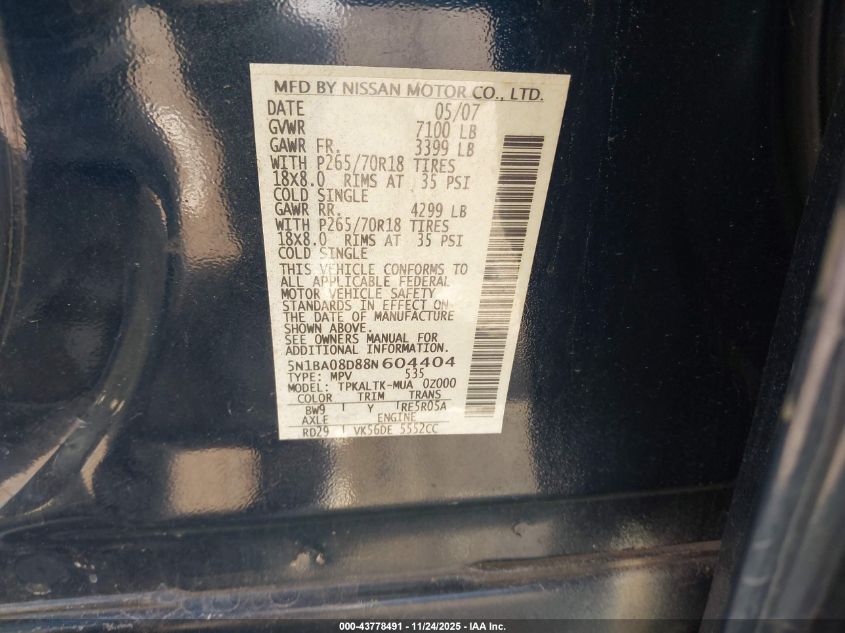 MFD BY NISSAN MOTOR CO., LTD.
DATE 05/07
GVWR 7100 LB
GAWR FR. 3399 LB
WITH P265/70R18 TIRES
18X8.0 RIMS AT 35 PSI
COLD SINGLE
GAWR RR. 4299 LB
WITH P265/70R18 TIRES
18X8.0 RIMS AT 35 PSI
COLD SINGLE
THIS VEHICLE CONFORMS TO
ALL APPLICABLE FEDERAL
MOTOR VEHICLE SAFETY
STANDARDS IN EFFECT ON
THE DATE OF MANUFACTURE
SHOWN ABOVE.
SEE OWNERS MANUAL FOR
ADDITIONAL INFORMATION.
5N1BA08D88N604404
TYPE: MPV 535
MODEL: TPKALTK-MUA 0Z000
COLOR TRIM TRANS
BW9 Y RE5R05A
AXLE ENGINE
RD29 VK56DE 5552CC
000-43778491 - 11/24/2025 - IAA Inc.